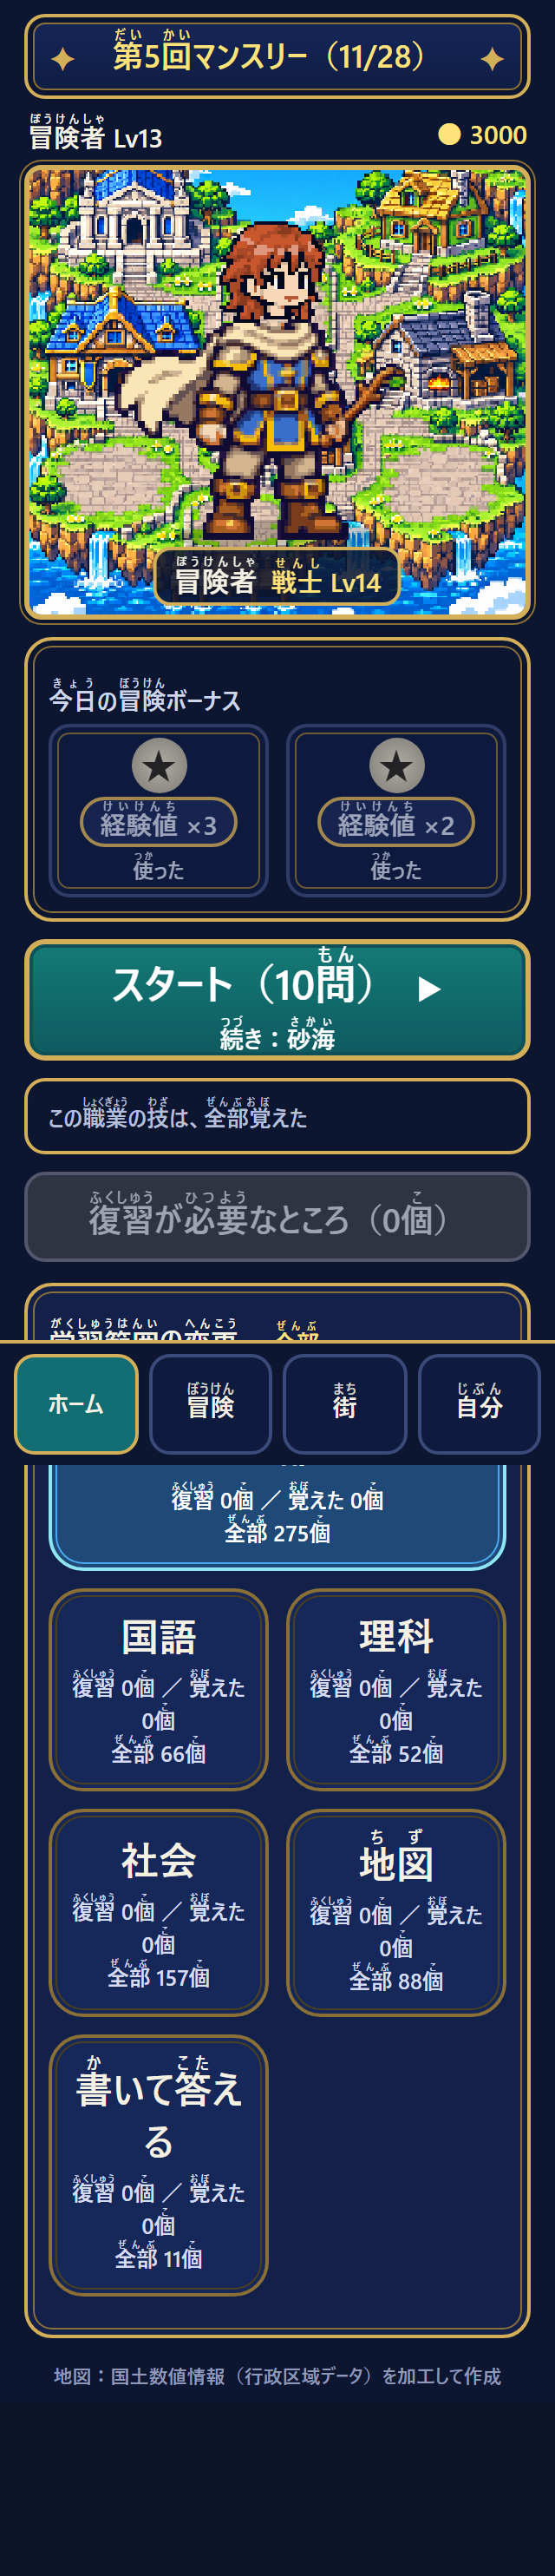 第5回マンスリー（11/28）
冒険者 Lv13
3000
冒険者 戦士 Lv14
今日の冒険ボーナス
経験値 ×3
使った
経験値 ×2
使った
スタート（10問） ▶
続き：砂海
この職業の技は、全部覚えた
復習が必要なところ（0個）
ホーム
冒険
街
自分
復習 0個 ／ 覚えた 0個
全部 275個
国語
復習 0個 ／ 覚えた
0個
全部 66個
理科
復習 0個 ／ 覚えた
0個
全部 52個
社会
復習 0個 ／ 覚えた
0個
全部 157個
地図
復習 0個 ／ 覚えた
0個
全部 88個
書いて答え
る
復習 0個 ／ 覚えた
0個
全部 11個
地図：国土数値情報（行政区域データ）を加工して作成